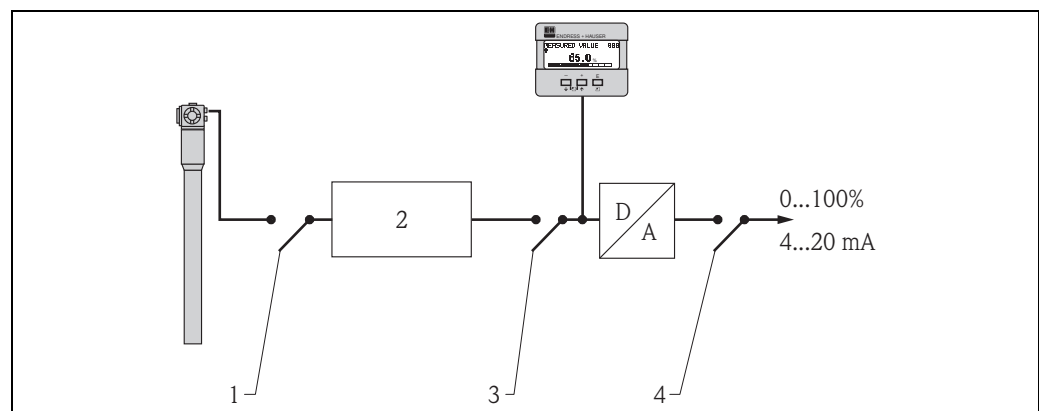 ENDRESS + HAUSER
MEASURED VALUE
65.0 %
- + E
2
D
A
0...100%
4...20 mA
1
3
4